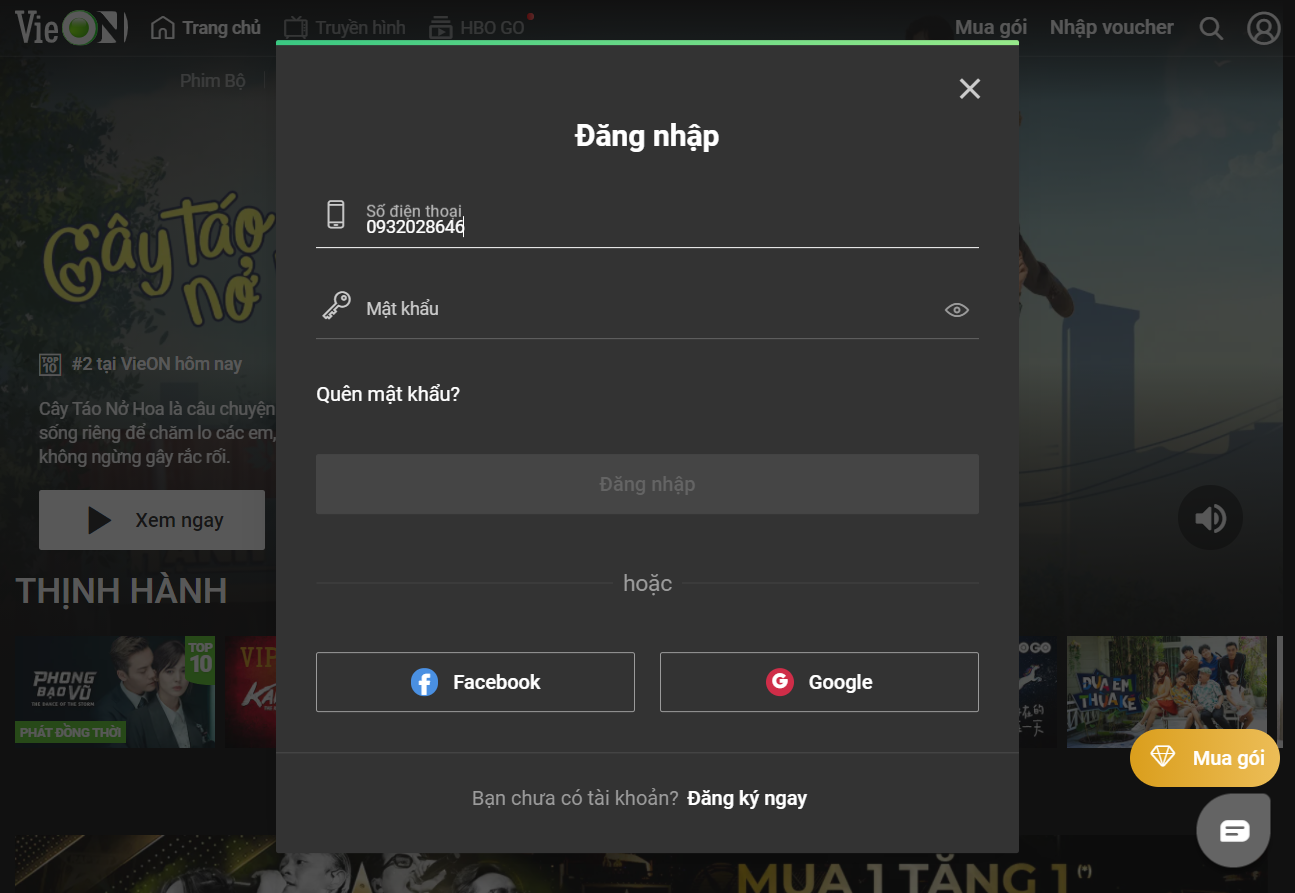 VieON
Trang chủ
Truyền hình
HBO GO
Mua gói
Nhập voucher
Phim Bộ
Đăng nhập
Số điện thoại
0932028646
Mật khẩu
Quên mật khẩu?
Đăng nhập
hoặc
Facebook
Google
Bạn chưa có tài khoản? Đăng ký ngay
Cây táo
nở
TOP
10
#2 tại VieON hôm nay
Cây Táo Nở Hoa là câu chuyện
sống riêng để chăm lo các em,
không ngừng gây rắc rối.
Xem ngay
THỊNH HÀNH
TOP
10
PHONG
BẠO VŨ
THE DANCE OF THE STORM
PHÁT ĐỒNG THỜI
VIP
DƯA EM
THUA KE
Mua gói
MUA 1 TẶNG 1 (*)